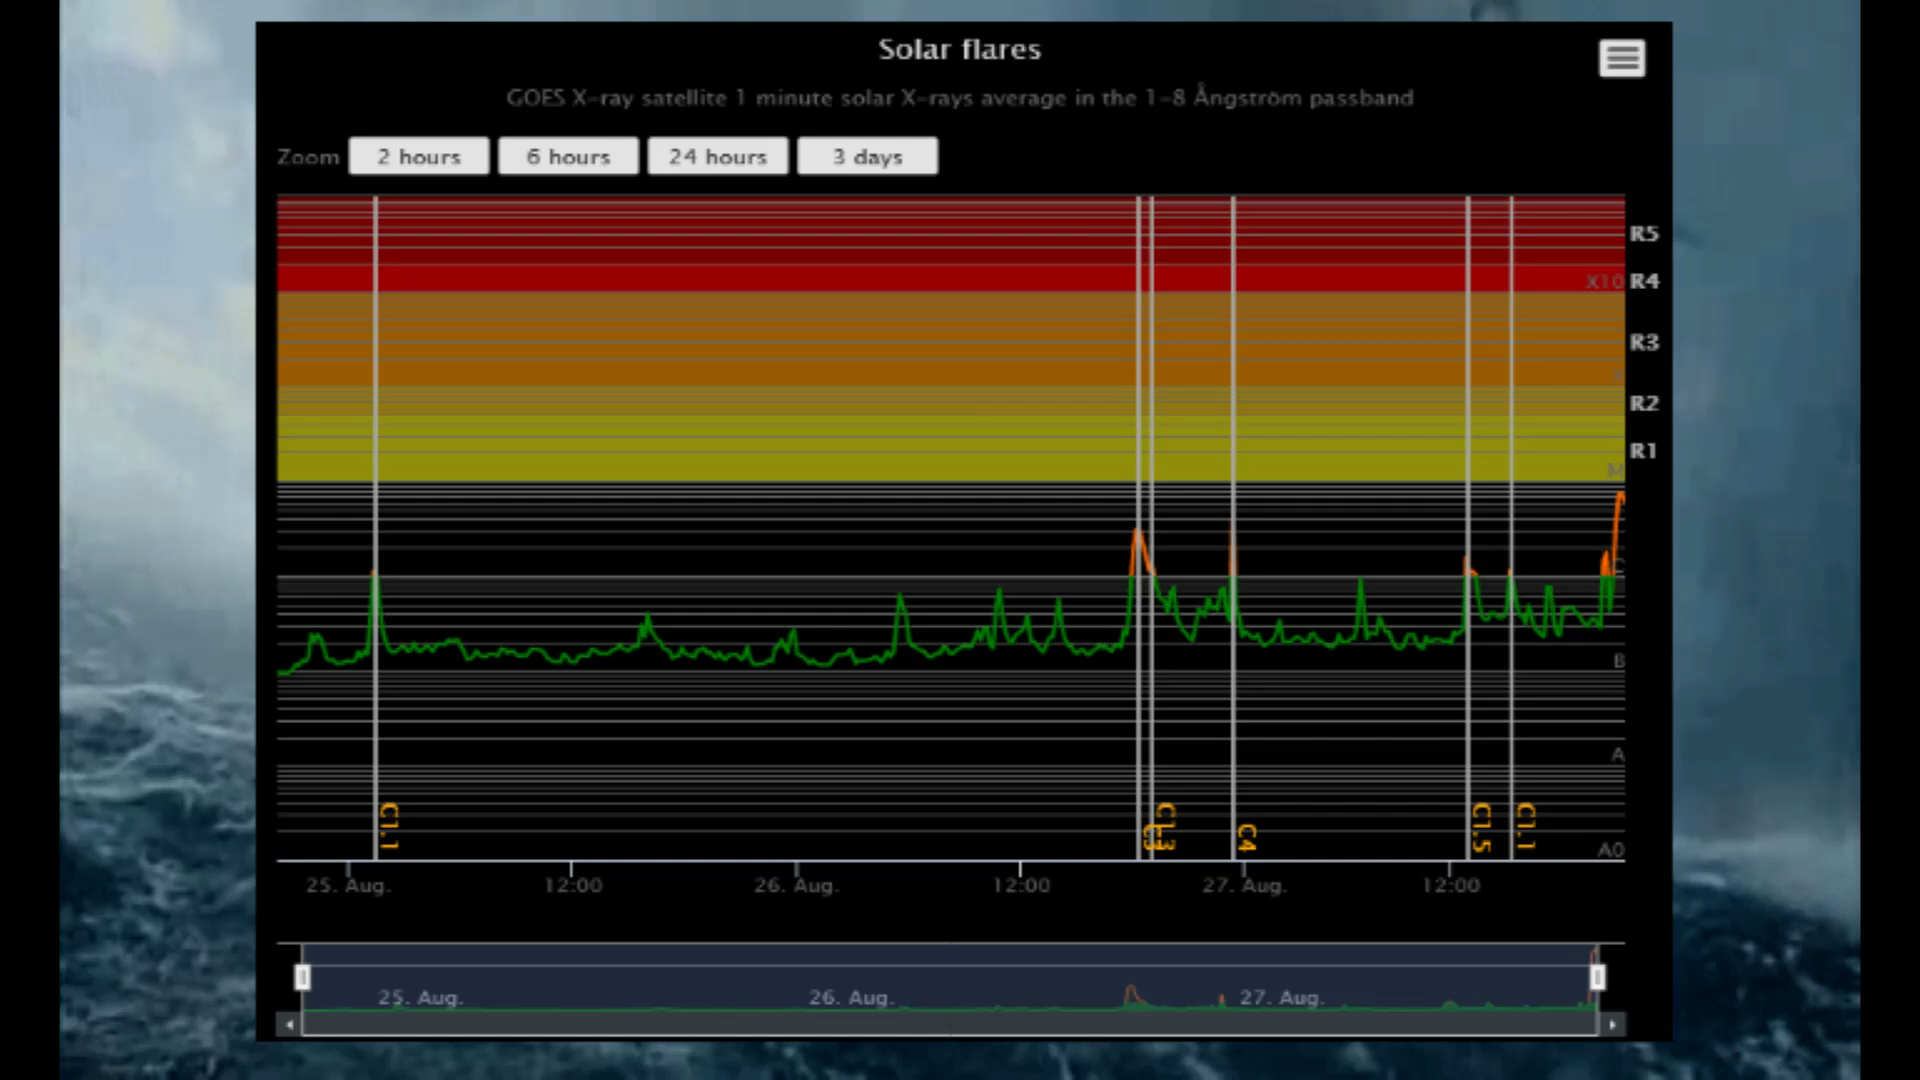 Solar flares
GOES X-ray satellite 1 minute solar X-rays average in the 1-8 Ångström passband
Zoom 2 hours 6 hours 24 hours 3 days
R5
X10 R4
R3
X
R2
R1
M
C
B
A
C1.1 C3 C1.3 C4 C1.5 C1.1
A0
25. Aug. 12:00 26. Aug. 12:00 27. Aug. 12:00
25. Aug. 26. Aug. 27. Aug.